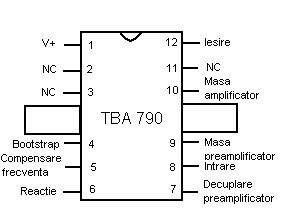 V+ 1 12 Iesire
NC 2 11 NC
NC 3 10 Masa
amplificator
TBA 790
Bootstrap 4 9 Masa
preamplificator
Compensare
frecventa 5 8 Intrare
Reactie 6 7 Decuplare
preamplificator